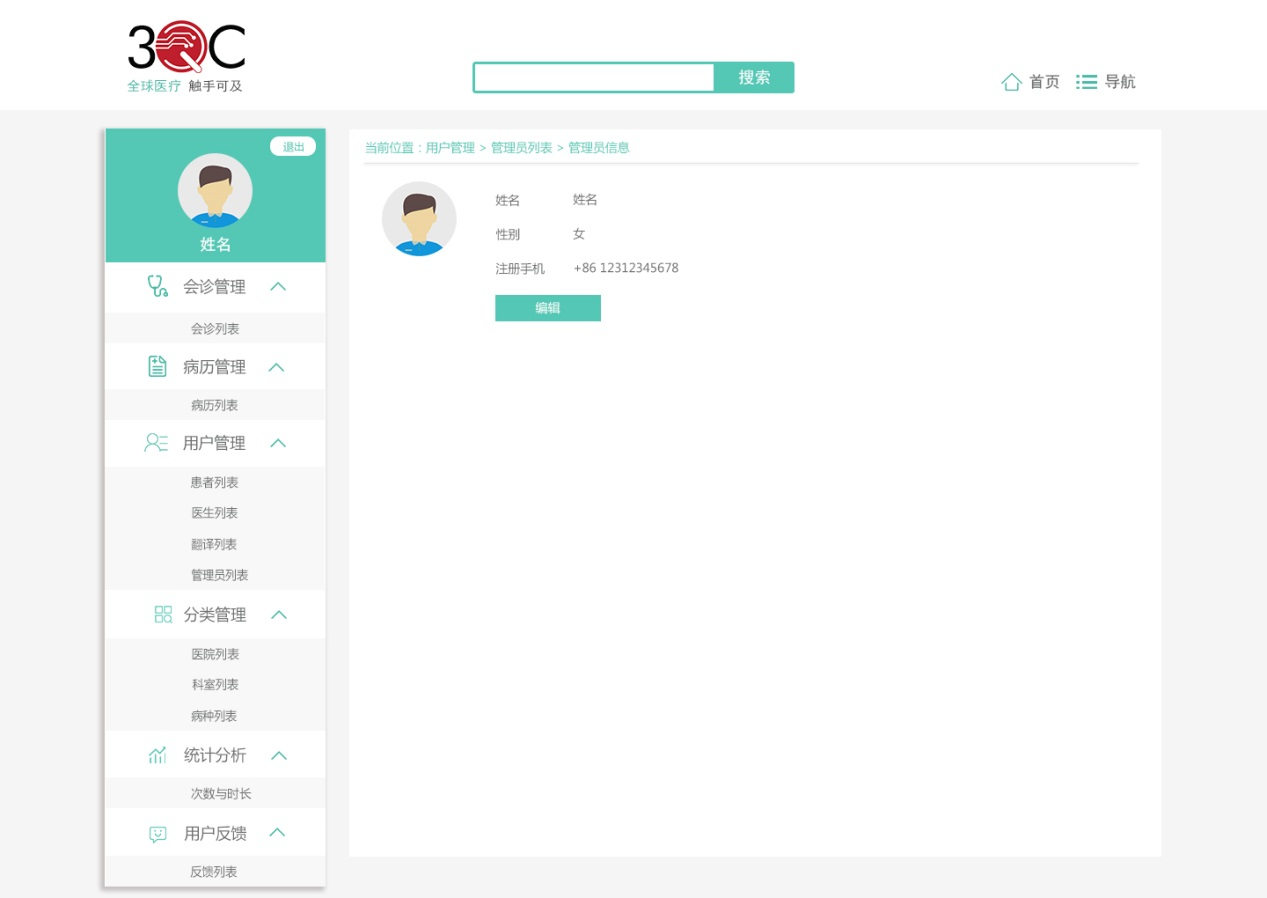 3QC
全球医疗 触手可及
搜索
首页
导航
退出
姓名
会诊管理
会诊列表
病历管理
病历列表
用户管理
患者列表
医生列表
翻译列表
管理员列表
分类管理
医院列表
科室列表
病种列表
统计分析
次数与时长
用户反馈
反馈列表
当前位置：用户管理 > 管理员列表 > 管理员信息
姓名 姓名
性别 女
注册手机 +86 12312345678
编辑